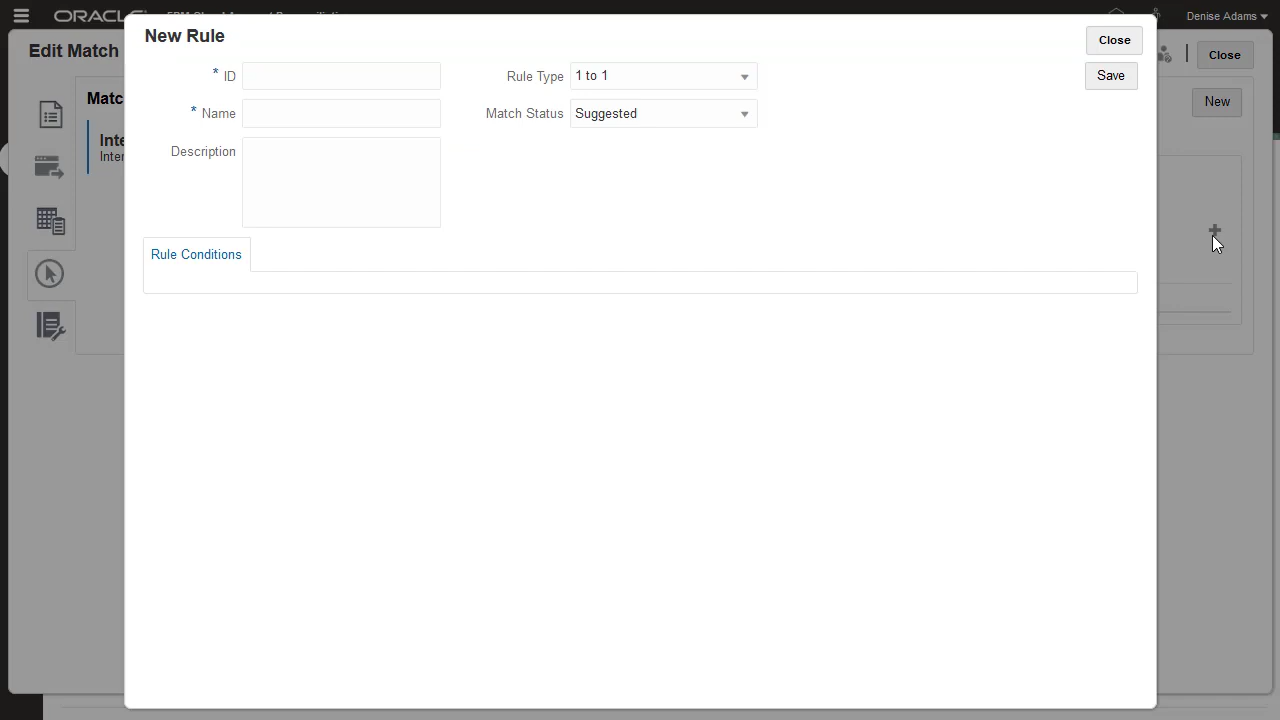 ORACLE
Denise Adams
Edit Match
New Rule
Close
Close
* ID
Rule Type
1 to 1
Save
Matc
New
* Name
Match Status
Suggested
Inte
Inter
Description
Rule Conditions